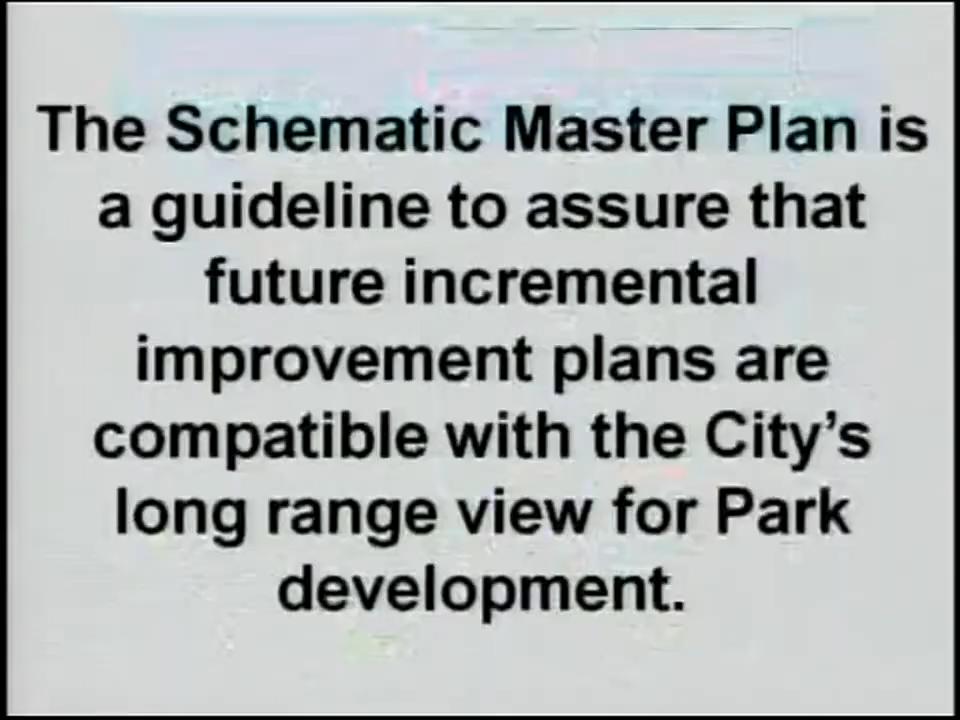 The Schematic Master Plan is
a guideline to assure that
future incremental
improvement plans are
compatible with the City’s
long range view for Park
development.